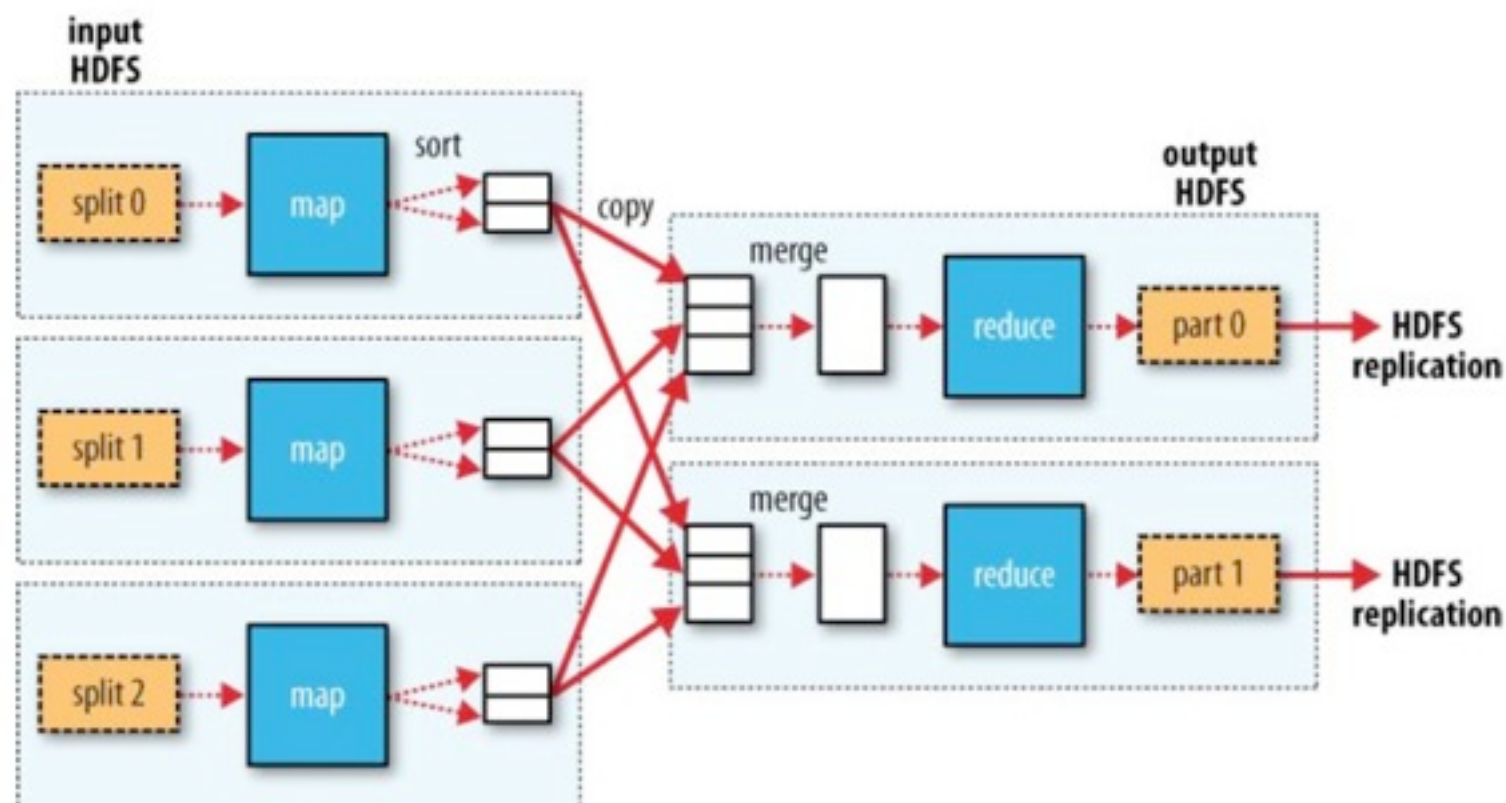 input
HDFS
split 0
map
sort
copy
split 1
map
split 2
map
output
HDFS
merge
reduce
part 0
HDFS
replication
merge
reduce
part 1
HDFS
replication